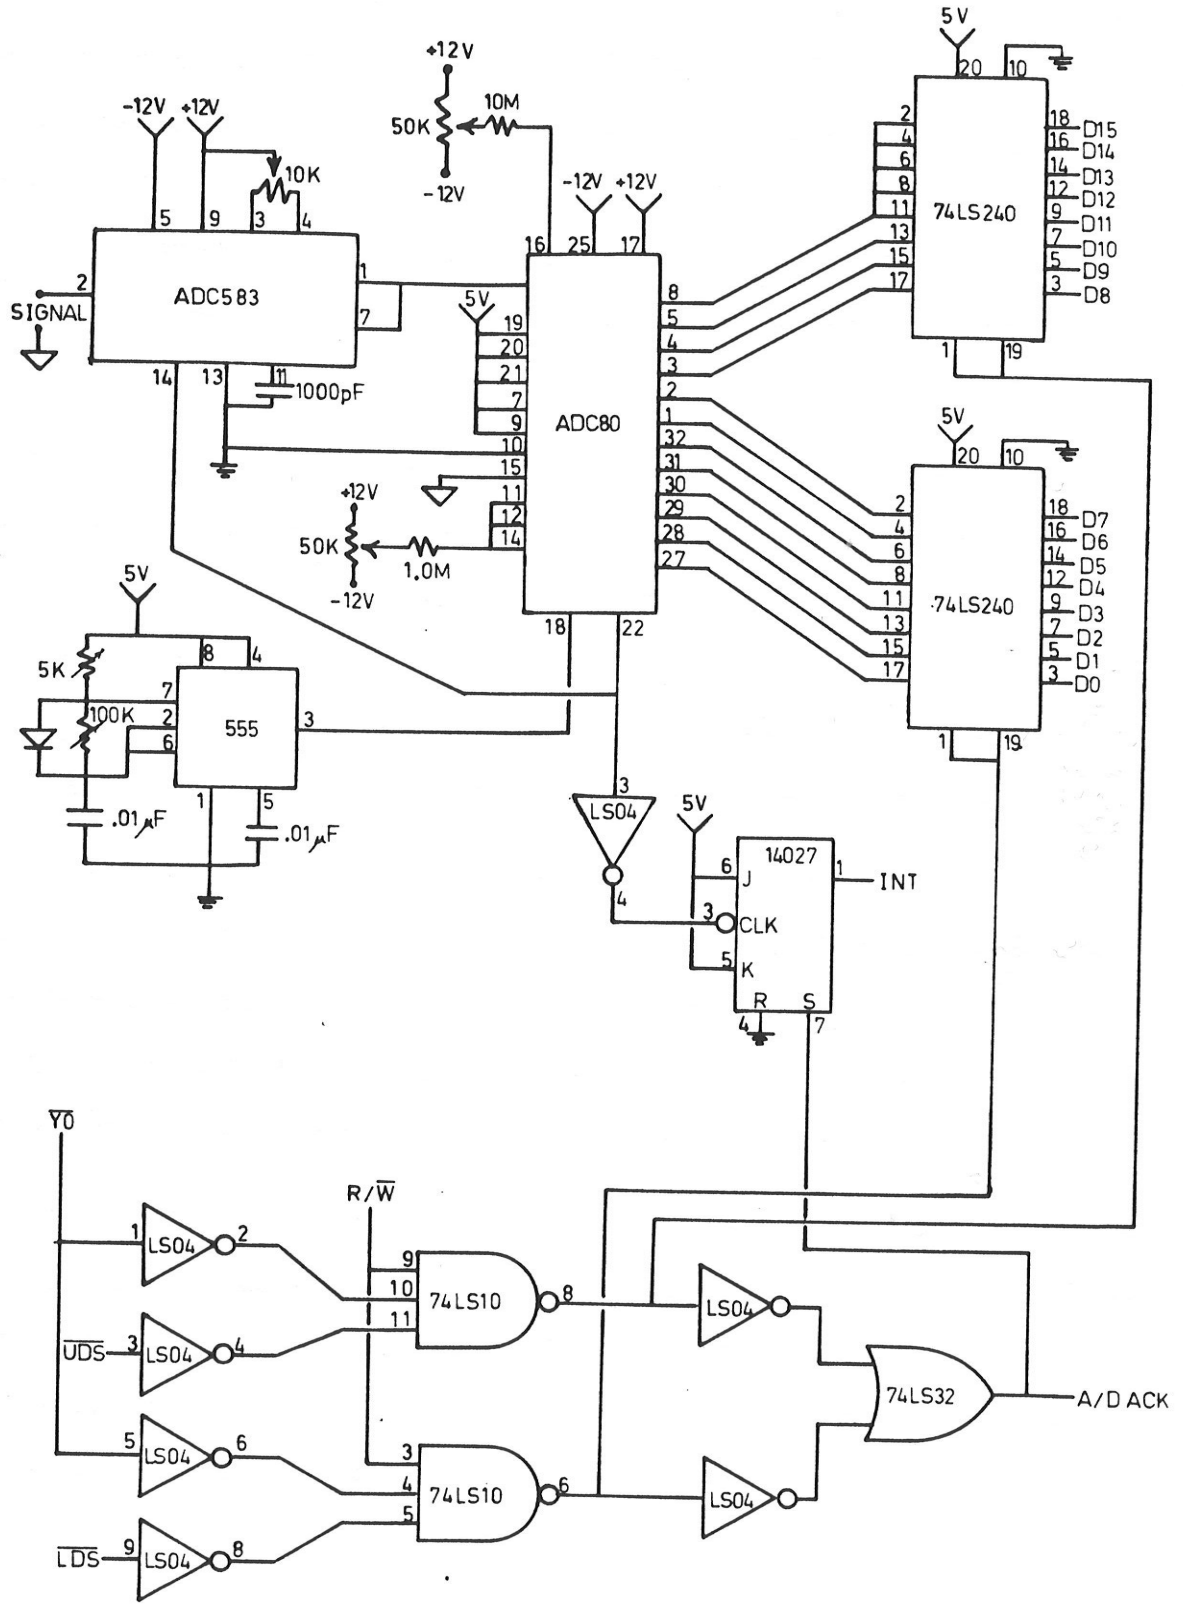 5V
20 10
+12V
-12V +12V
50K 10M
-12V
10K
5 9 3 4
2
SIGNAL
ADC583
1
7
14 13 11
1000pF
-12V +12V
16 25 17
5V
19
20
21
7
9
10
15
11
12
14
ADC80
8
5
4
3
2
1
32
31
30
29
28
27
18 22
+12V
50K
1.0M
-12V
2
4
6
8
11
13
15
17
74LS240
18 D15
16 D14
14 D13
12 D12
9 D11
7 D10
5 D9
3 D8
1 19
5V
20 10
2
4
6
8
11
13
15
17
74LS240
18 D7
16 D6
14 D5
12 D4
9 D3
7 D2
5 D1
3 D0
1 19
5V
8 4
5K
7
100K 2
6
555
3
1 5
.01µF
.01µF
3
LS04
4
5V
14027
6 J
1 INT
3 CLK
5 K
R S
4 7
Y0
R/W
1 LS04 2
UDS 3 LS04 4
5 LS04 6
LDS 9 LS04 8
9
10
11
74LS10
8
3
4
5
74LS10
6
LS04
LS04
74LS32
A/D ACK